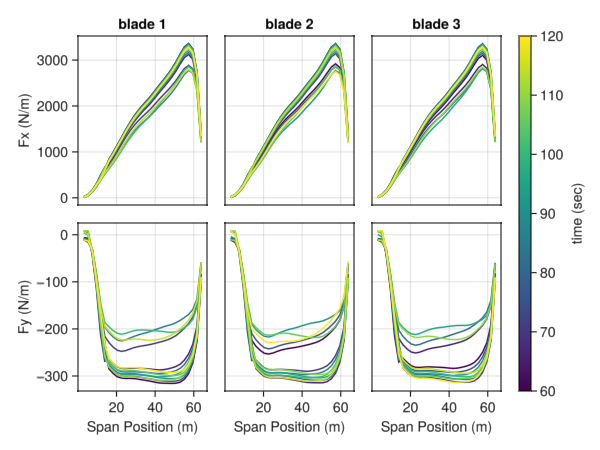 blade 1 blade 2 blade 3
Fx (N/m)
3000
2000
1000
0
Fy (N/m)
0
−100
−200
−300
20 40 60
20 40 60
20 40 60
Span Position (m) Span Position (m) Span Position (m)
120
110
100
90
80
70
60
time (sec)